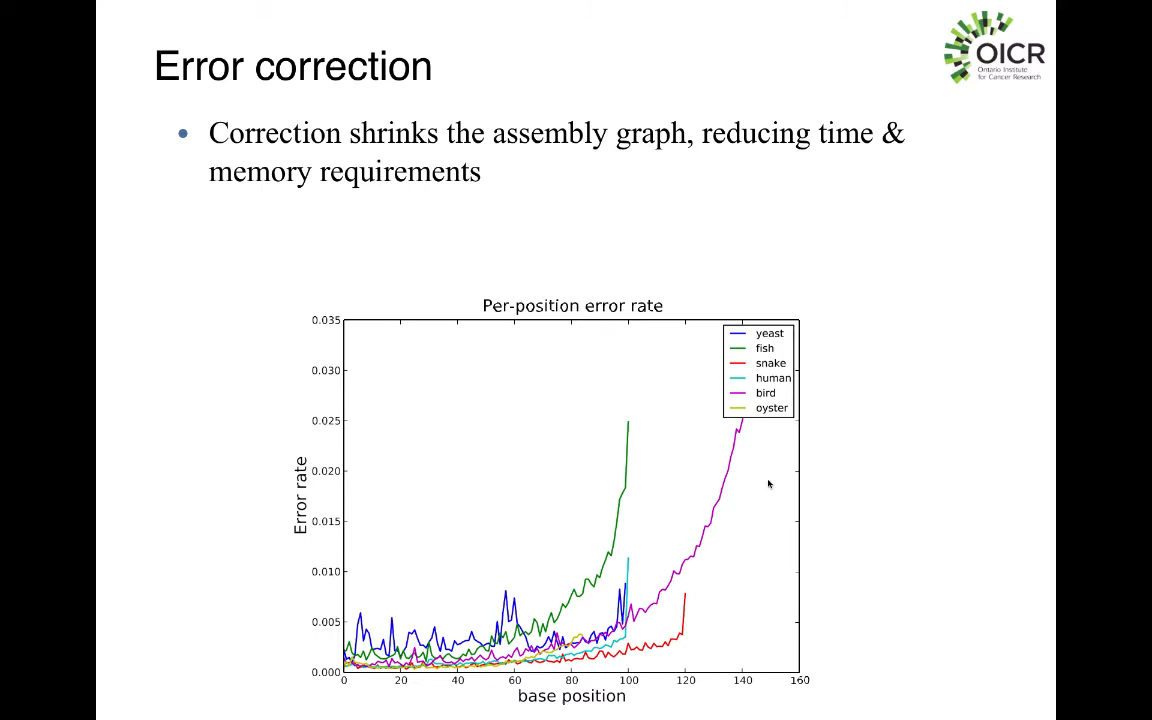 Error correction
OICR
Ontario Institute
for Cancer Research
• Correction shrinks the assembly graph, reducing time &
memory requirements
Per-position error rate
0.035
0.030
0.025
0.020
0.015
0.010
0.005
0.000
Error rate
yeast
fish
snake
human
bird
oyster
0 20 40 60 80 100 120 140 160
base position